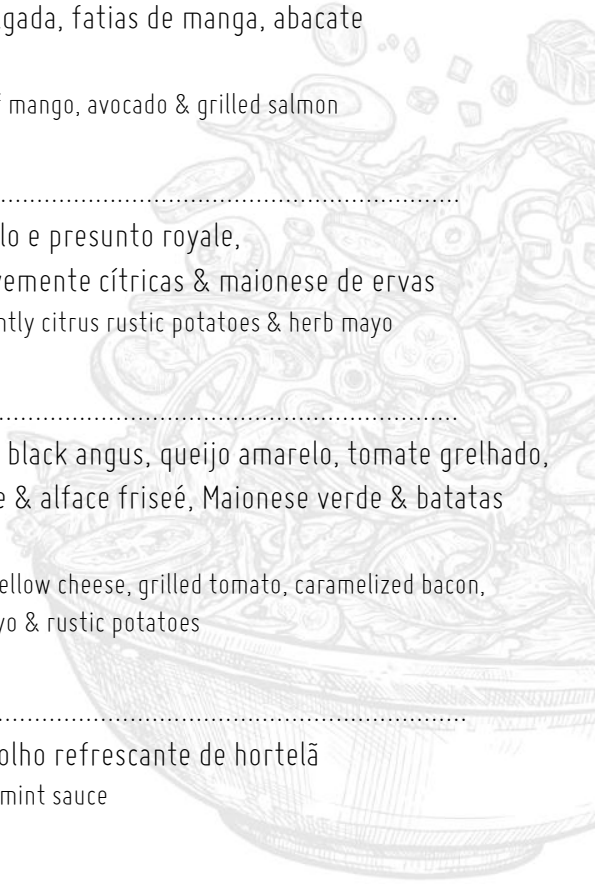 gada, fatias de manga, abacate
mango, avocado & grilled salmon
lo e presunto royale,
vemente cítricas & maionese de ervas
ntly citrus rustic potatoes & herb mayo
black angus, queijo amarelo, tomate grelhado,
e & alface friseé, Maionese verde & batatas
ellow cheese, grilled tomato, caramelized bacon,
yo & rustic potatoes
olho refrescante de hortelã
mint sauce